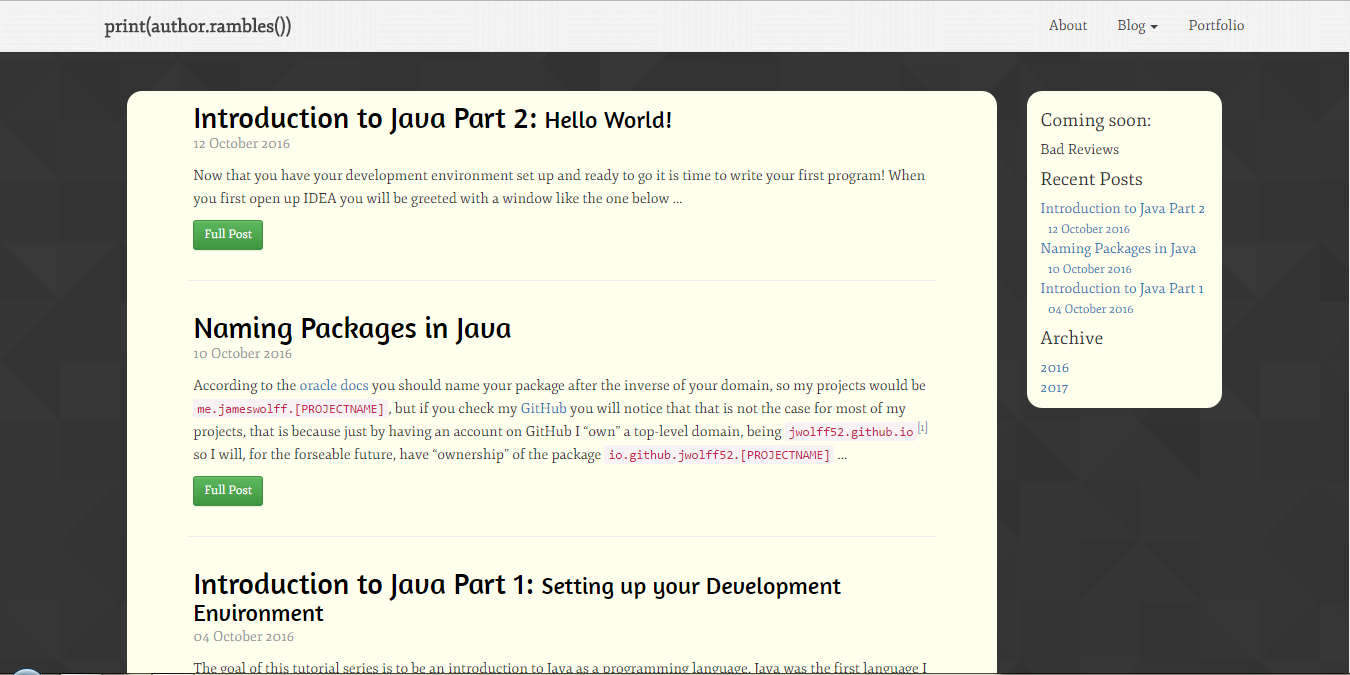 print(author.rambles())
About Blog Portfolio
Introduction to Java Part 2: Hello World!
12 October 2016
Now that you have your development environment set up and ready to go it is time to write your first program! When
you first open up IDEA you will be greeted with a window like the one below ...
Full Post
Naming Packages in Java
10 October 2016
According to the oracle docs you should name your package after the inverse of your domain, so my projects would be
me.jameswolff.[PROJECTNAME] , but if you check my GitHub you will notice that that is not the case for most of my
projects, that is because just by having an account on GitHub I “own” a top-level domain, being jwolff52.github.io [1]
so I will, for the forseable future, have “ownership” of the package io.github.jwolff52.[PROJECTNAME] ...
Full Post
Introduction to Java Part 1: Setting up your Development
Environment
04 October 2016
The goal of this tutorial series is to be an introduction to Java as a programming language. Java was the first language I
Coming soon:
Bad Reviews
Recent Posts
Introduction to Java Part 2
12 October 2016
Naming Packages in Java
10 October 2016
Introduction to Java Part 1
04 October 2016
Archive
2016
2017